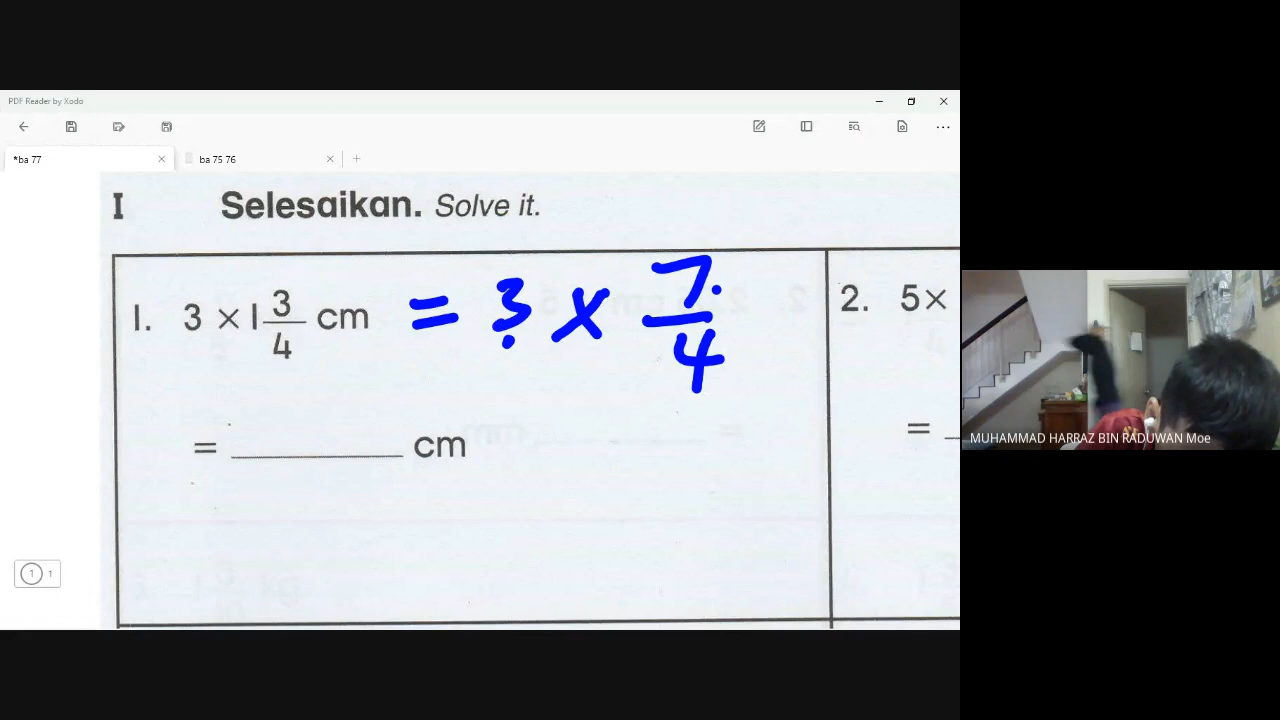 PDF Reader by Xodo
*ba 77
ba 75 76
I Selesaikan. Solve it.
1. 3 × 1 3/4 cm = 3 × 7/4
= ________ cm
2. 5×
= _
1 1
MUHAMMAD HARRAZ BIN RADUWAN Moe